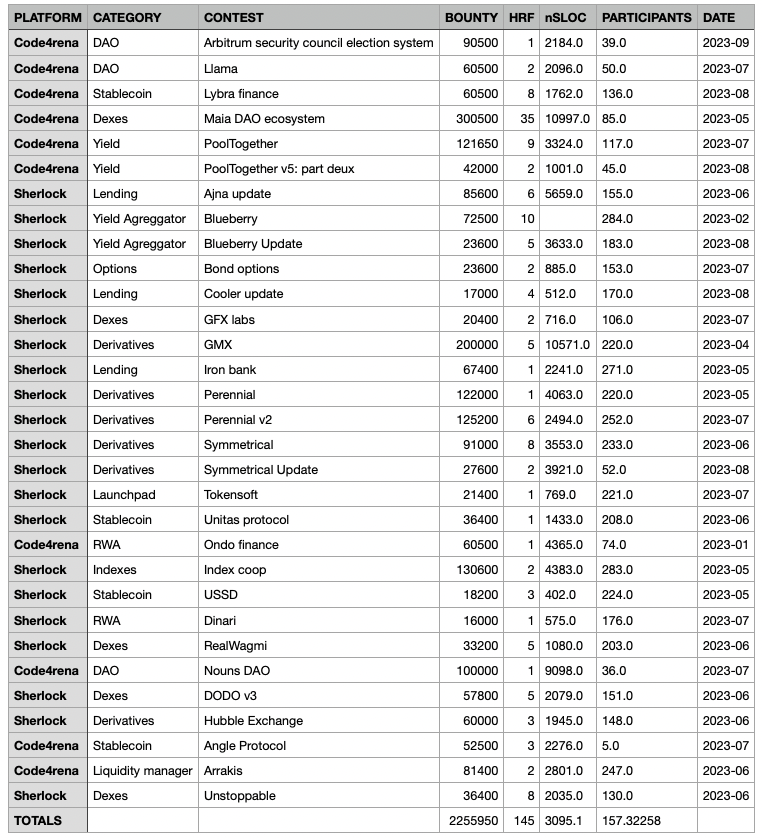 PLATFORM CATEGORY CONTEST BOUNTY HRF nSLOC PARTICIPANTS DATE
Code4rena DAO Arbitrum security council election system 90500 1 2184.0 39.0 2023-09
Code4rena DAO Llama 60500 2 2096.0 50.0 2023-07
Code4rena Stablecoin Lybra finance 60500 8 1762.0 136.0 2023-08
Code4rena Dexes Maia DAO ecosystem 300500 35 10997.0 85.0 2023-05
Code4rena Yield PoolTogether 121650 9 3324.0 117.0 2023-07
Code4rena Yield PoolTogether v5: part deux 42000 2 1001.0 45.0 2023-08
Sherlock Lending Ajna update 85600 6 5659.0 155.0 2023-06
Sherlock Yield Agreggator Blueberry 72500 10 284.0 2023-02
Sherlock Yield Agreggator Blueberry Update 23600 5 3633.0 183.0 2023-08
Sherlock Options Bond options 23600 2 885.0 153.0 2023-07
Sherlock Lending Cooler update 17000 4 512.0 170.0 2023-08
Sherlock Dexes GFX labs 20400 2 716.0 106.0 2023-07
Sherlock Derivatives GMX 200000 5 10571.0 220.0 2023-04
Sherlock Lending Iron bank 67400 1 2241.0 271.0 2023-05
Sherlock Derivatives Perennial 122000 1 4063.0 220.0 2023-05
Sherlock Derivatives Perennial v2 125200 6 2494.0 252.0 2023-07
Sherlock Derivatives Symmetrical 91000 8 3553.0 233.0 2023-06
Sherlock Derivatives Symmetrical Update 27600 2 3921.0 52.0 2023-08
Sherlock Launchpad Tokensoft 21400 1 769.0 221.0 2023-07
Sherlock Stablecoin Unitas protocol 36400 1 1433.0 208.0 2023-06
Code4rena RWA Ondo finance 60500 1 4365.0 74.0 2023-01
Sherlock Indexes Index coop 130600 2 4383.0 283.0 2023-05
Sherlock Stablecoin USSD 18200 3 402.0 224.0 2023-05
Sherlock RWA Dinari 16000 1 575.0 176.0 2023-07
Sherlock Dexes RealWagmi 33200 5 1080.0 203.0 2023-06
Code4rena DAO Nouns DAO 100000 1 9098.0 36.0 2023-07
Sherlock Dexes DODO v3 57800 5 2079.0 151.0 2023-06
Sherlock Derivatives Hubble Exchange 60000 3 1945.0 148.0 2023-06
Code4rena Stablecoin Angle Protocol 52500 3 2276.0 5.0 2023-07
Code4rena Liquidity manager Arrakis 81400 2 2801.0 247.0 2023-06
Sherlock Dexes Unstoppable 36400 8 2035.0 130.0 2023-06
TOTALS 2255950 145 3095.1 157.32258